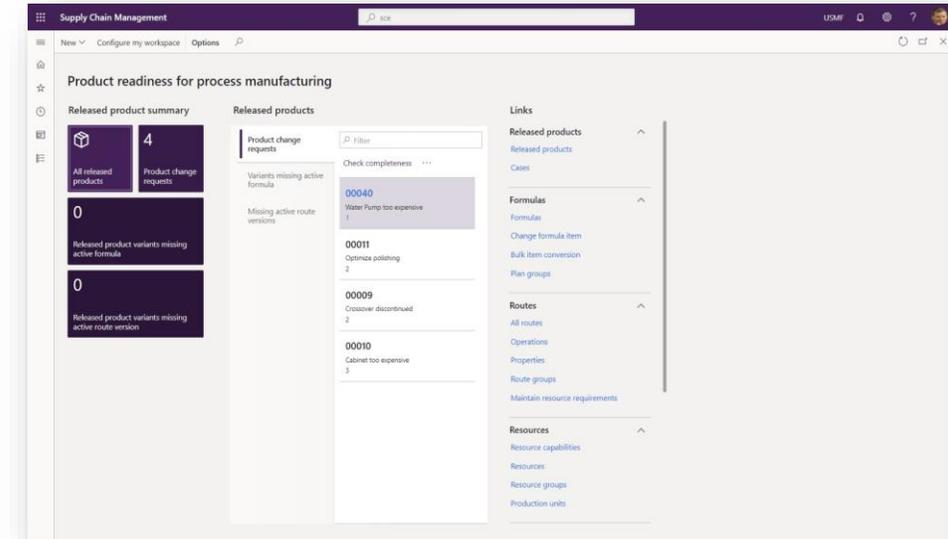 Supply Chain Management
sce
USMF
?
New
Configure my workspace
Options
Product readiness for process manufacturing
Released product summary
All released
products
4
Product change
requests
0
Released product variants missing
active formula
0
Released product variants missing
active route version
Released products
Product change
requests
Variants missing active
formula
Missing active route
versions
Filter
Check completeness ...
00040
Water Pump too expensive
1
00011
Optimize polishing
2
00009
Crossover discontinued
2
00010
Cabinet too expensive
3
Links
Released products
Released products
Cases
Formulas
Formulas
Change formula item
Bulk item conversion
Plan groups
Routes
All routes
Operations
Properties
Route groups
Maintain resource requirements
Resources
Resource capabilities
Resources
Resource groups
Production units